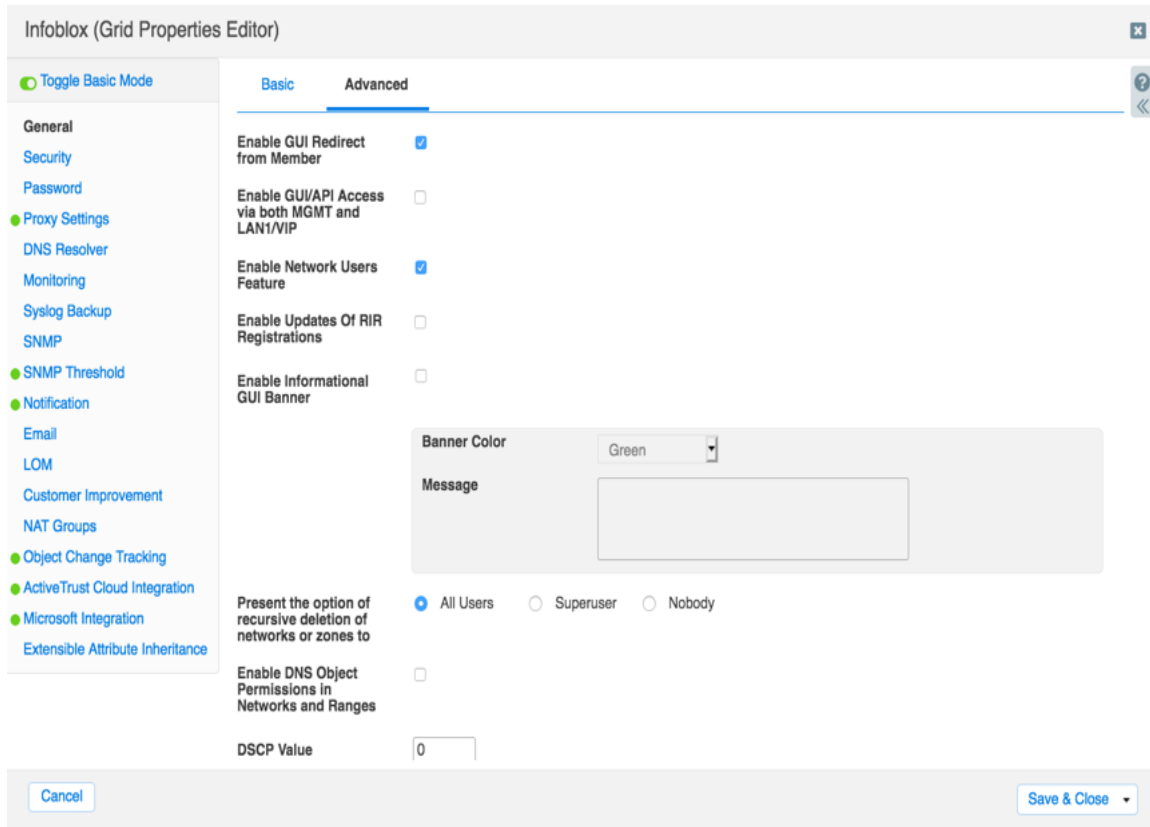 Infoblox (Grid Properties Editor)
Toggle Basic Mode
General
Security
Password
Proxy Settings
DNS Resolver
Monitoring
Syslog Backup
SNMP
SNMP Threshold
Notification
Email
LOM
Customer Improvement
NAT Groups
Object Change Tracking
ActiveTrust Cloud Integration
Microsoft Integration
Extensible Attribute Inheritance
Basic Advanced
Enable GUI Redirect
from Member
Enable GUI/API Access
via both MGMT and
LAN1/VIP
Enable Network Users
Feature
Enable Updates Of RIR
Registrations
Enable Informational
GUI Banner
Banner Color Green
Message
Present the option of
recursive deletion of
networks or zones to
All Users Superuser Nobody
Enable DNS Object
Permissions in
Networks and Ranges
DSCP Value 0
Cancel Save & Close